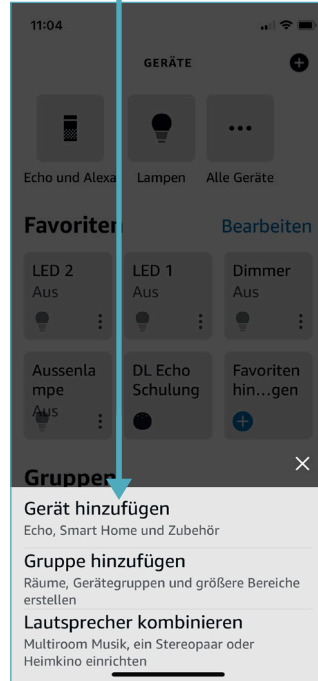 11:04
GERÄTE
Echo und Alexa Lampen Alle Geräte
Favoriten Bearbeiten
LED 2 LED 1 Dimmer
Aus Aus Aus
Aussenla DL Echo Favoriten
mpe Schulung hin...gen
Aus
Gruppen
Gerät hinzufügen
Echo, Smart Home und Zubehör
Gruppe hinzufügen
Räume, Gerätegruppen und größere Bereiche
erstellen
Lautsprecher kombinieren
Multiroom Musik, ein Stereopaar oder
Heimkino einrichten